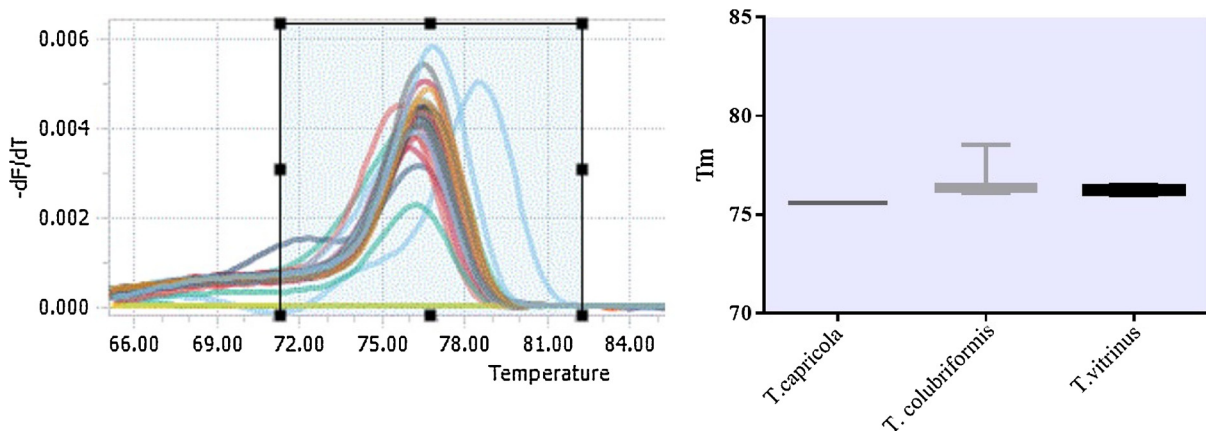 0.006
0.004
0.002
0.000
-dF/dT
66.00 69.00 72.00 75.00 78.00 81.00 84.00
Temperature
85
80
75
70
Tm
T.capricola
T. colubriformis
T.vitrinus